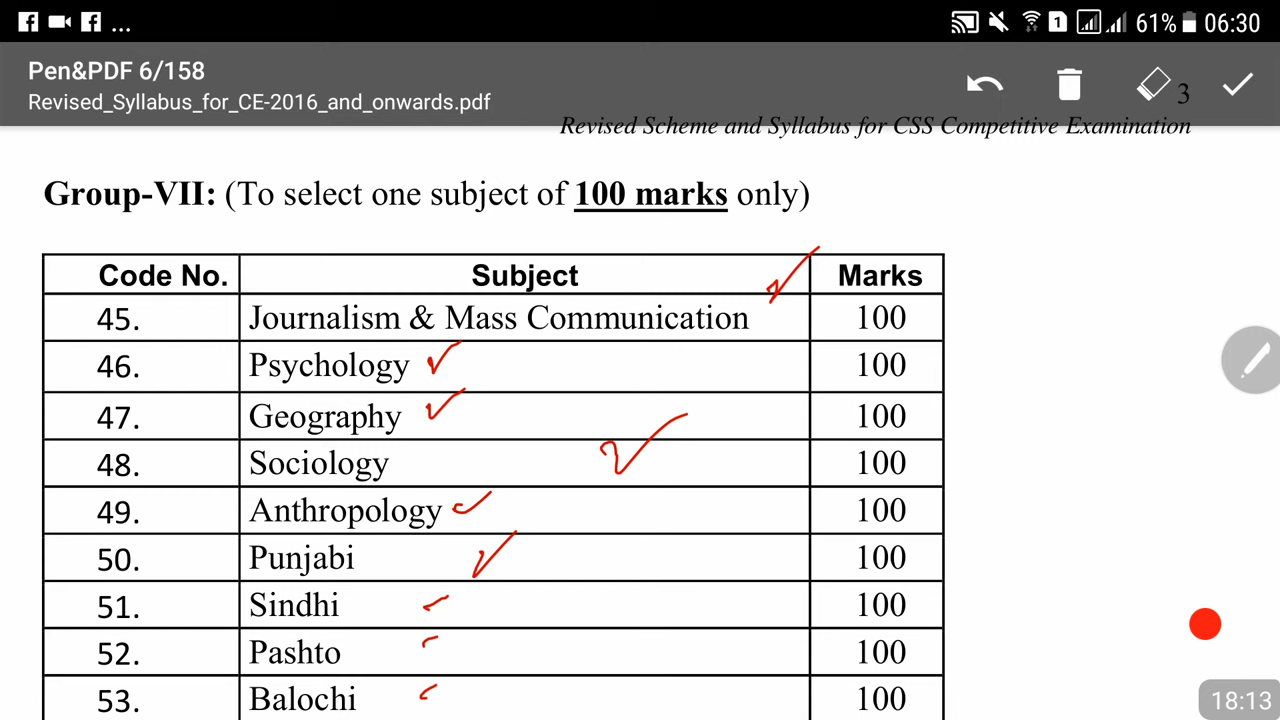 ... 1 61% 06:30
Pen&PDF 6/158
Revised_Syllabus_for_CE-2016_and_onwards.pdf
3
Revised Scheme and Syllabus for CSS Competitive Examination
Group-VII: (To select one subject of 100 marks only)
Code No. Subject Marks
45. Journalism & Mass Communication 100
46. Psychology 100
47. Geography 100
48. Sociology 100
49. Anthropology 100
50. Punjabi 100
51. Sindhi 100
52. Pashto 100
53. Balochi 100
18:13